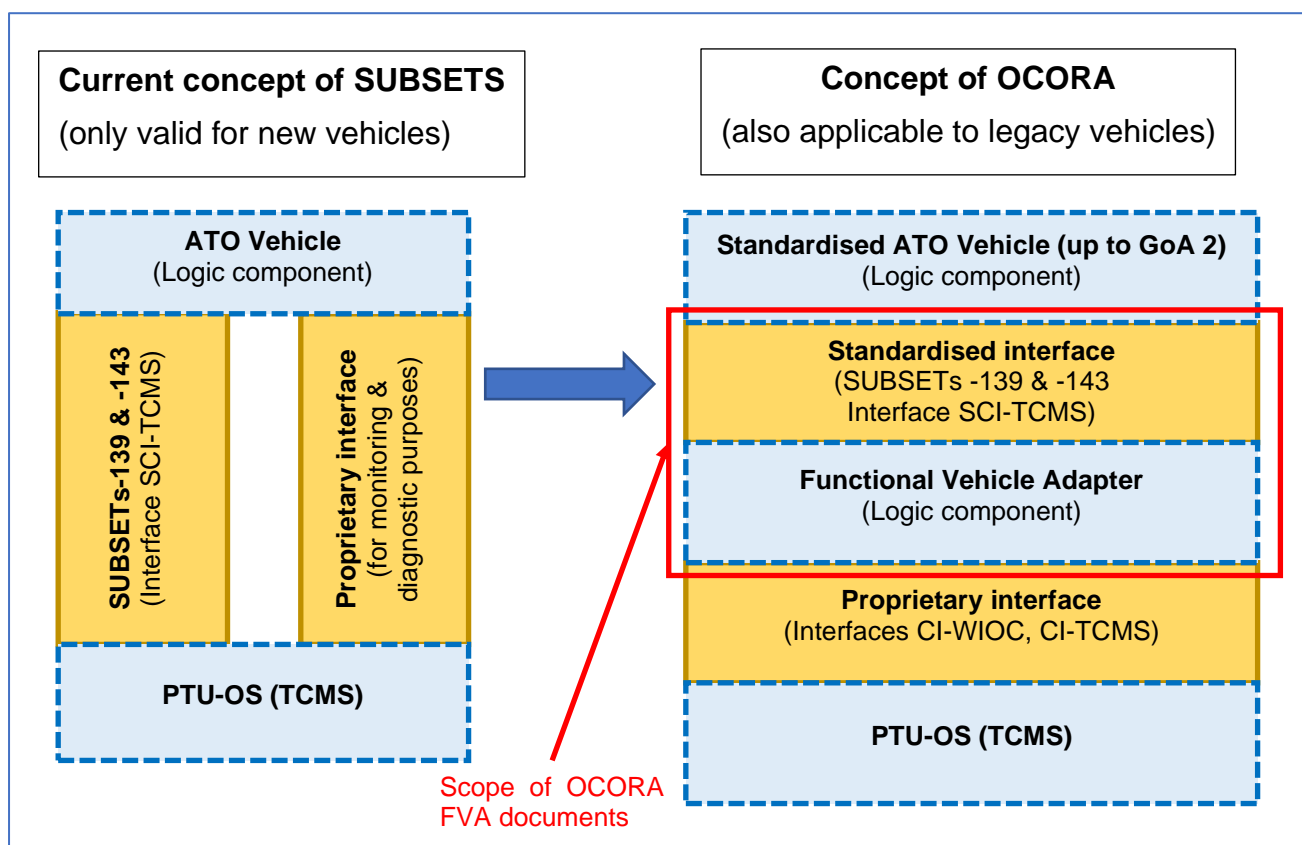 Current concept of SUBSETS
(only valid for new vehicles)
ATO Vehicle
(Logic component)
SUBSETs-139 & -143
(Interface SCI-TCMS)
Proprietary interface
(for monitoring &
diagnostic purposes)
PTU-OS (TCMS)
Concept of OCORA
(also applicable to legacy vehicles)
Standardised ATO Vehicle (up to GoA 2)
(Logic component)
Standardised interface
(SUBSETs -139 & -143
Interface SCI-TCMS)
Functional Vehicle Adapter
(Logic component)
Proprietary interface
(Interfaces CI-WIOC, CI-TCMS)
PTU-OS (TCMS)
Scope of OCORA
FVA documents